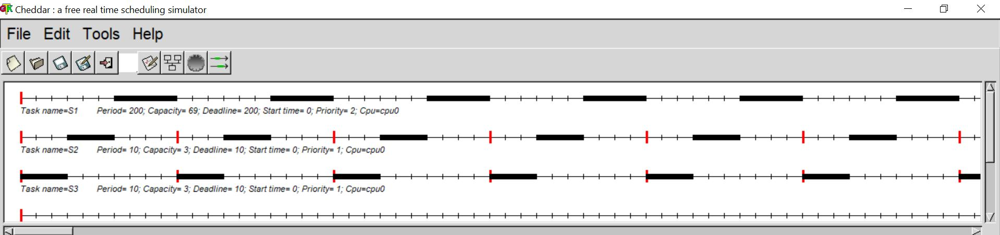 Cheddar : a free real time scheduling simulator
File Edit Tools Help
Task name=S1 Period= 200; Capacity= 69; Deadline= 200; Start time= 0; Priority= 2; Cpu=cpu0
Task name=S2 Period= 10; Capacity= 3; Deadline= 10; Start time= 0; Priority= 1; Cpu=cpu0
Task name=S3 Period= 10; Capacity= 3; Deadline= 10; Start time= 0; Priority= 1; Cpu=cpu0